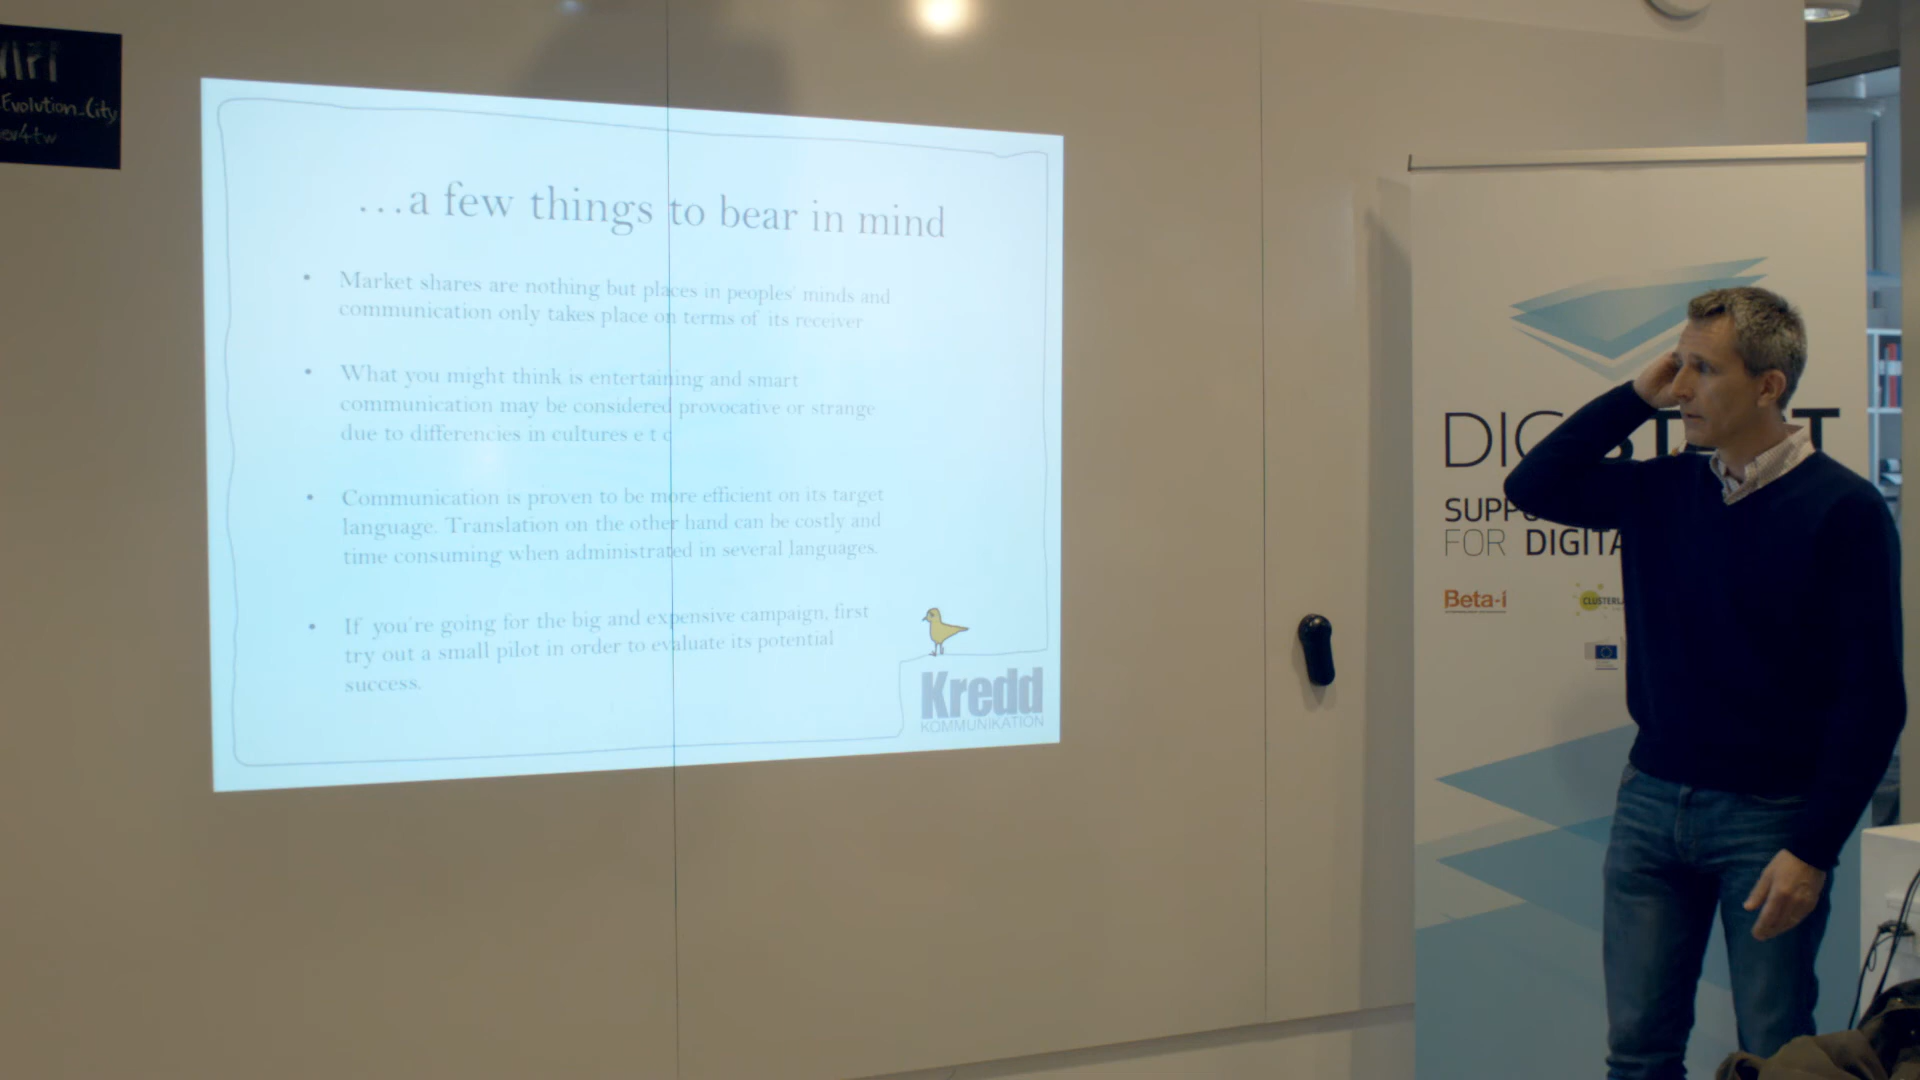 Evolution_City
ev4tw
...a few things to bear in mind
• Market shares are nothing but places in peoples' minds and
communication only takes place on terms of its receiver
• What you might think is entertaining and smart
communication may be considered provocative or strange
due to differencies in cultures e t c
• Communication is proven to be more efficient on its target
language. Translation on the other hand can be costly and
time consuming when administrated in several languages.
• If you're going for the big and expensive campaign, first
try out a small pilot in order to evaluate its potential
success.
Kredd
KOMMUNIKATION
SUPP
FOR DIGITA
Beta-i
CLUSTERL